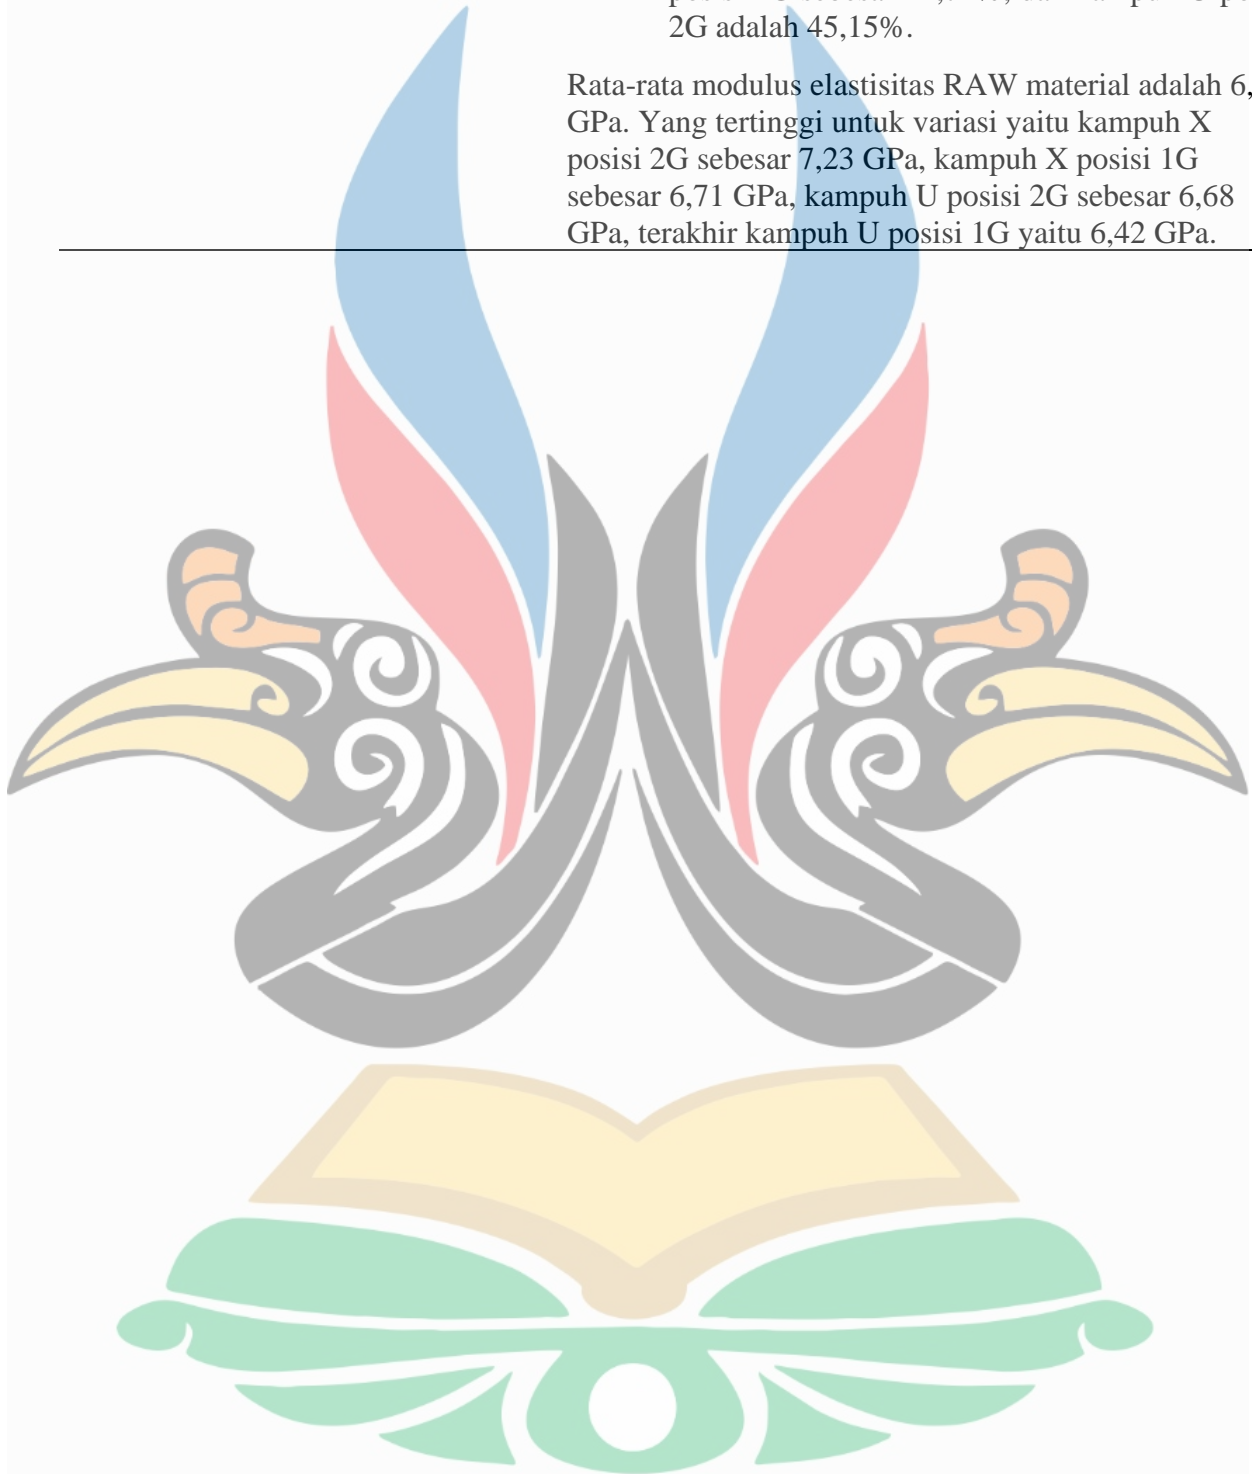 2G adalah 45,15%.
Rata-rata modulus elastisitas RAW material adalah 6,
GPa. Yang tertinggi untuk variasi yaitu kampuh X
posisi 2G sebesar 7,23 GPa, kampuh X posisi 1G
sebesar 6,71 GPa, kampuh U posisi 2G sebesar 6,68
GPa, terakhir kampuh U posisi 1G yaitu 6,42 GPa.